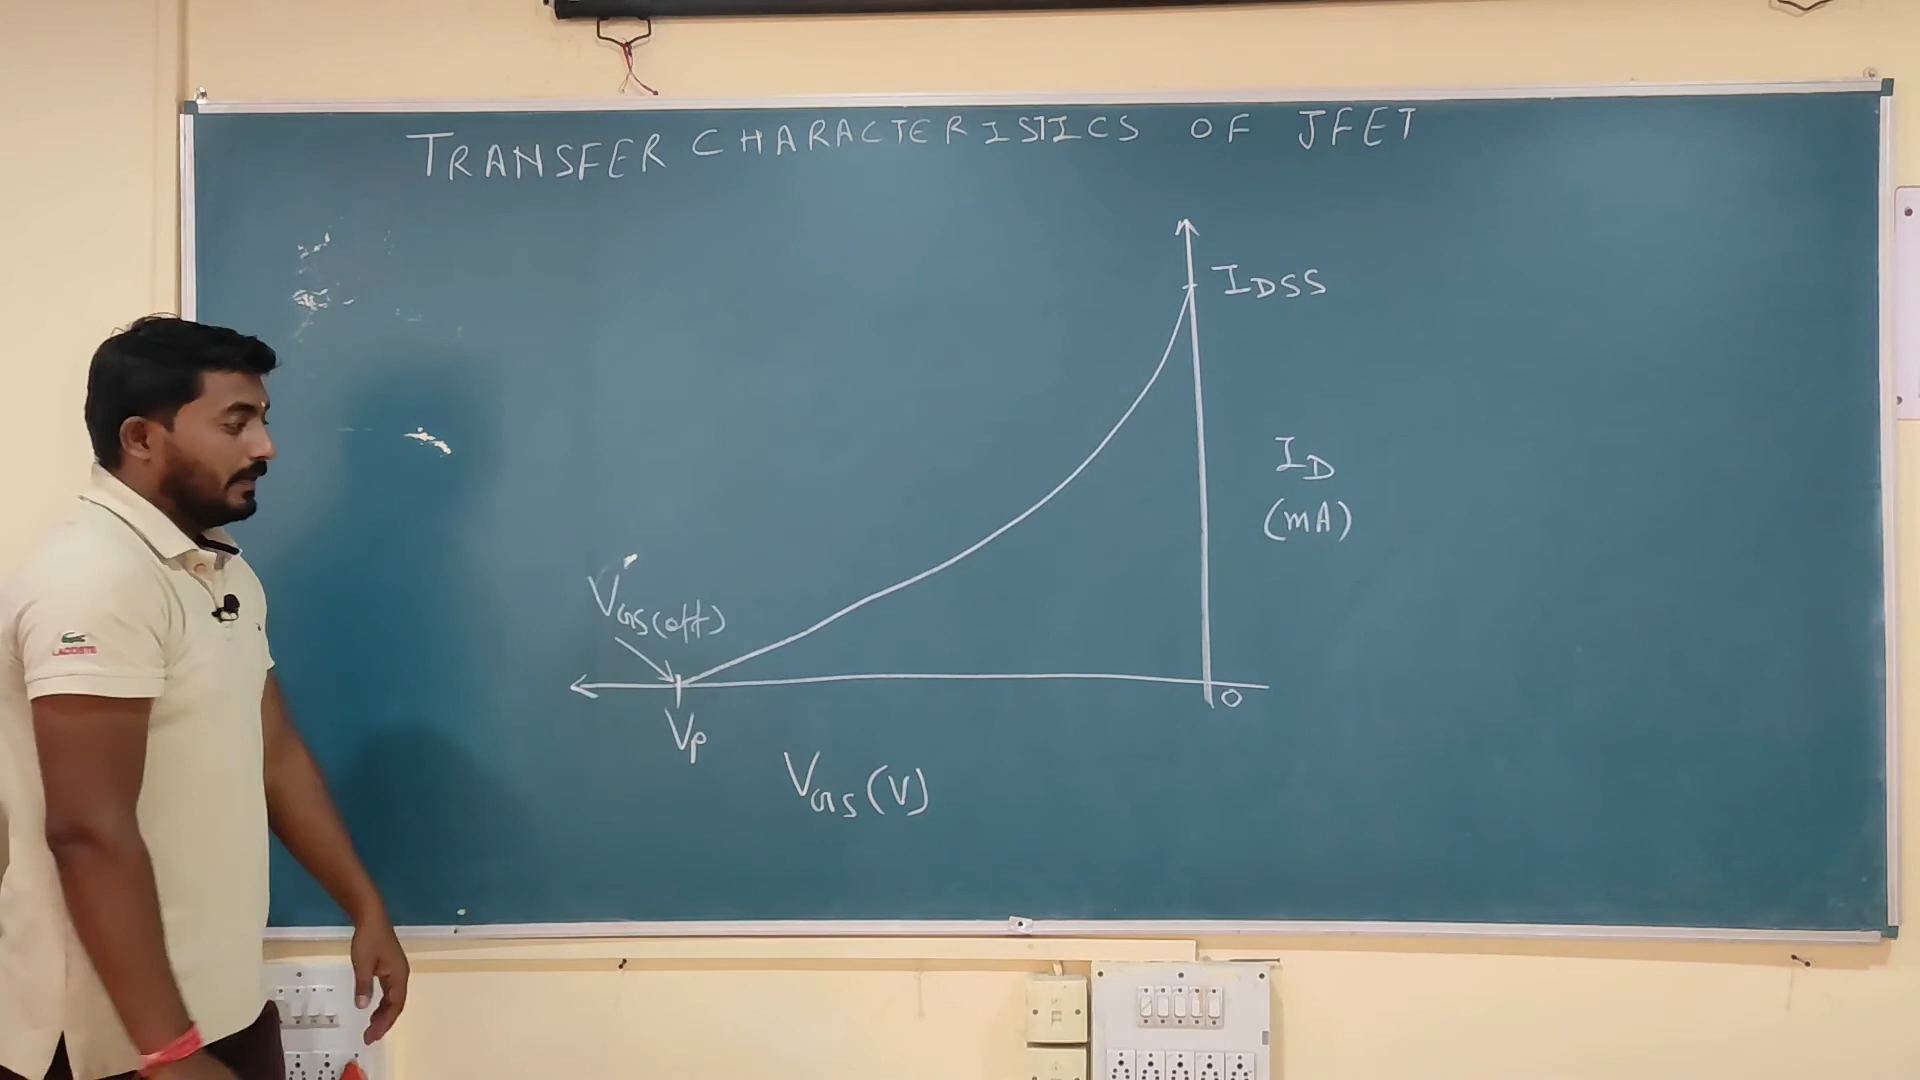 TRANSFER CHARACTERISTICS OF JFET
IDSS
ID
(mA)
VGS(off)
VP
0
VGS(V)
LACOSTE